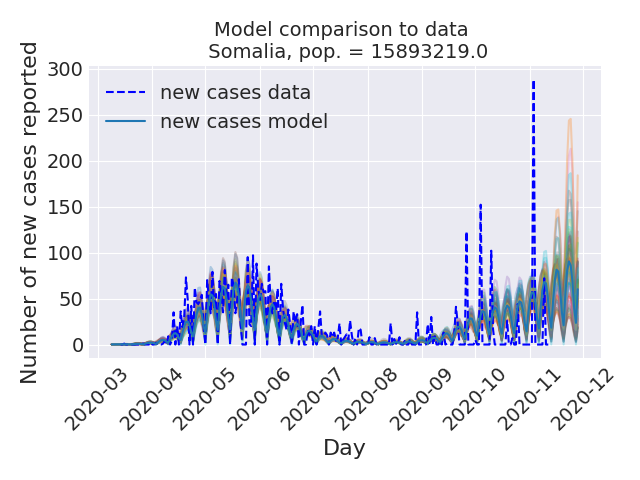 Model comparison to data
Somalia, pop. = 15893219.0
Number of new cases reported
300
250
200
150
100
50
0
new cases data
new cases model
2020-03
2020-04
2020-05
2020-06
2020-07
2020-08
2020-09
2020-10
2020-11
2020-12
Day